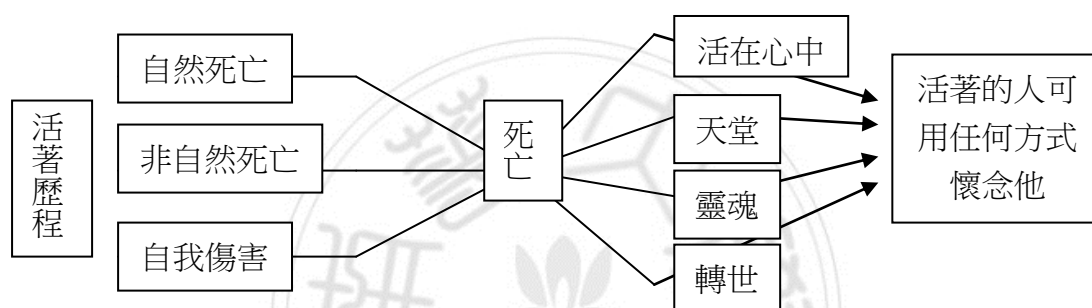 活著歷程
自然死亡
非自然死亡
自我傷害
死亡
活在心中
天堂
靈魂
轉世
活著的人可
用任何方式
懷念他